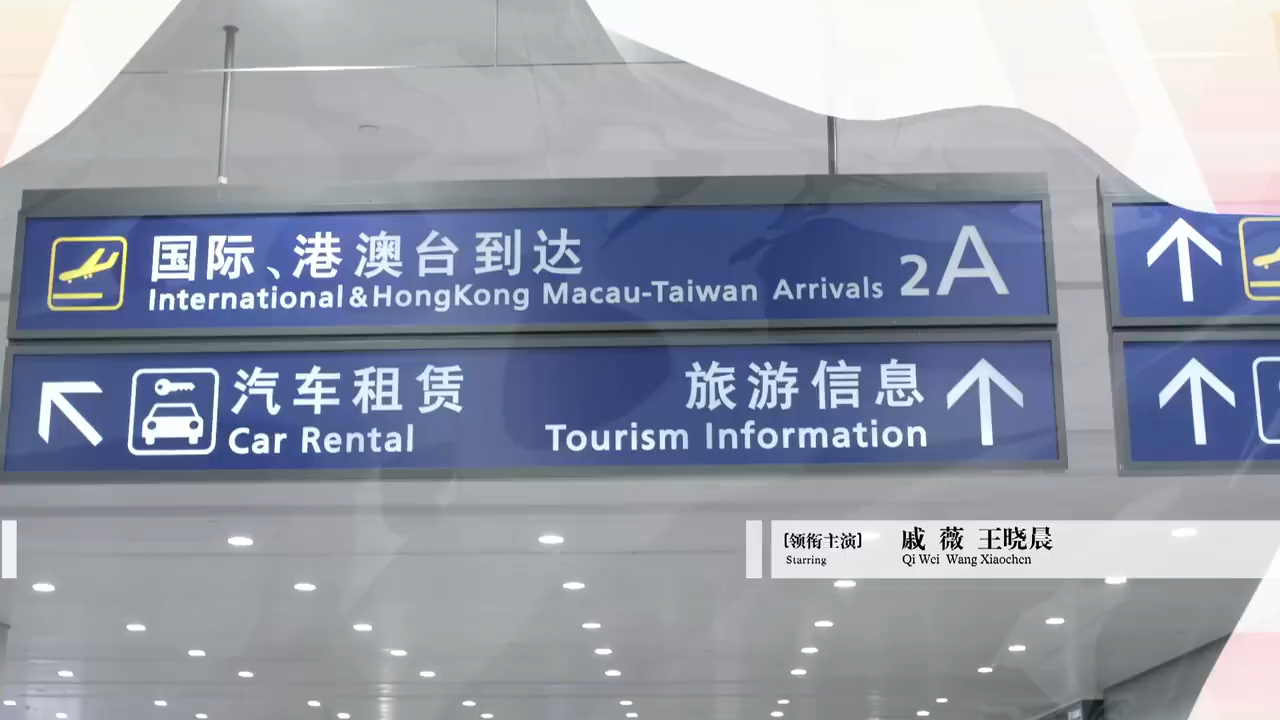 国际、港澳台到达
International&HongKong Macau-Taiwan Arrivals
2A
汽车租赁
Car Rental
旅游信息
Tourism Information
[领衔主演] 戚 薇 王晓晨
Starring Qi Wei Wang Xiaochen